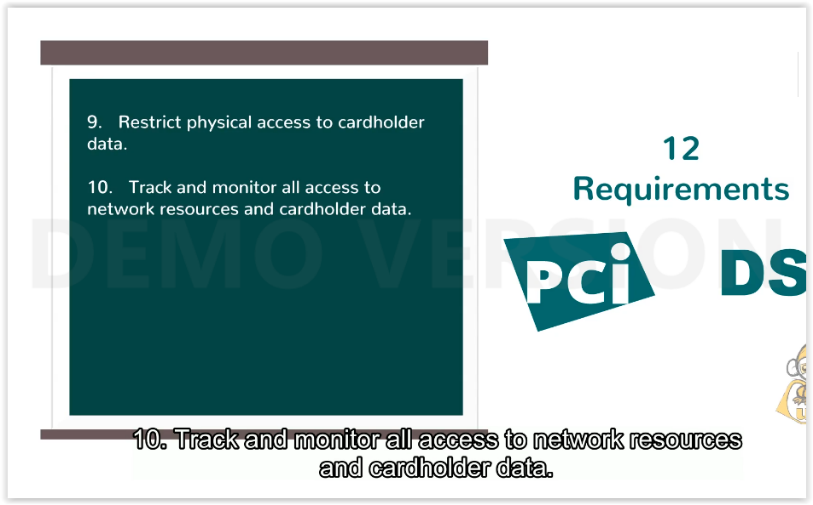 9. Restrict physical access to cardholder
data.
10. Track and monitor all access to
network resources and cardholder data.
12
Requirements
PCi DS
DEMO VERSION
10. Track and monitor all access to network resources
and cardholder data.